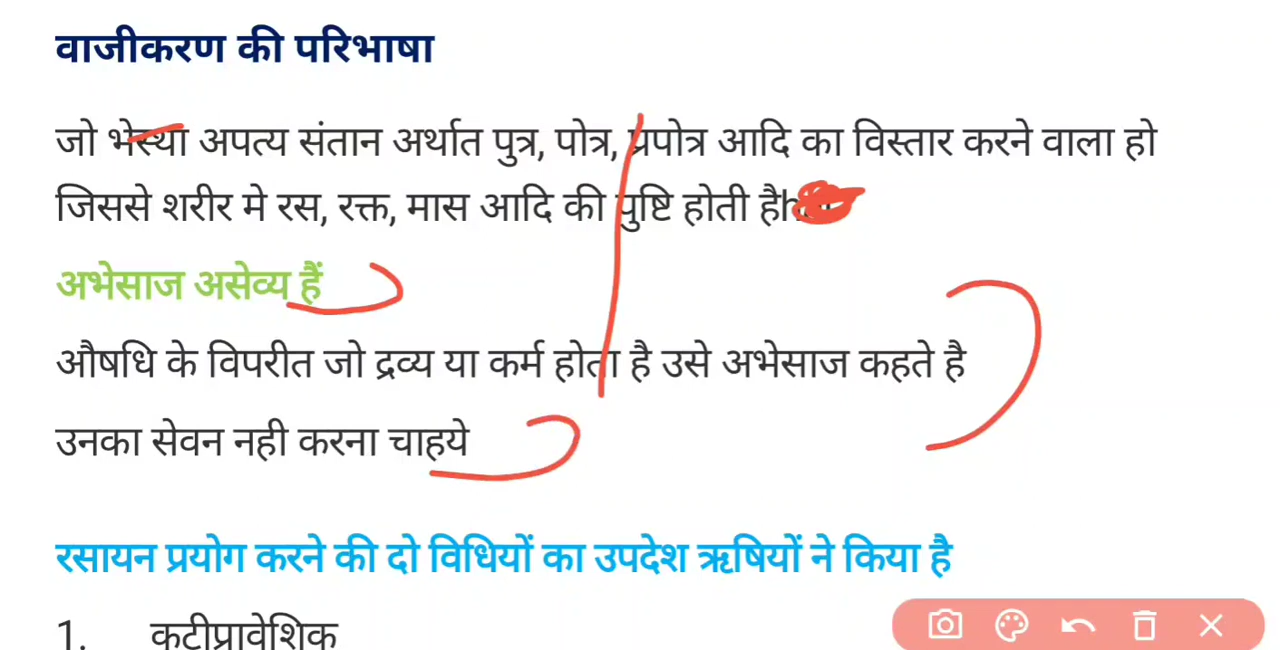 वाजीकरण की परिभाषा
जो भेस्था अपत्य संतान अर्थात पुत्र, पोत्र, प्रपोत्र आदि का विस्तार करने वाला हो
जिससे शरीर मे रस, रक्त, मास आदि की पुष्टि होती है
अभेसाज असेव्य हैं
औषधि के विपरीत जो द्रव्य या कर्म होता है उसे अभेसाज कहते है
उनका सेवन नही करना चाहये
रसायन प्रयोग करने की दो विधियों का उपदेश ऋषियों ने किया है
1. कटीप्रावेशिक